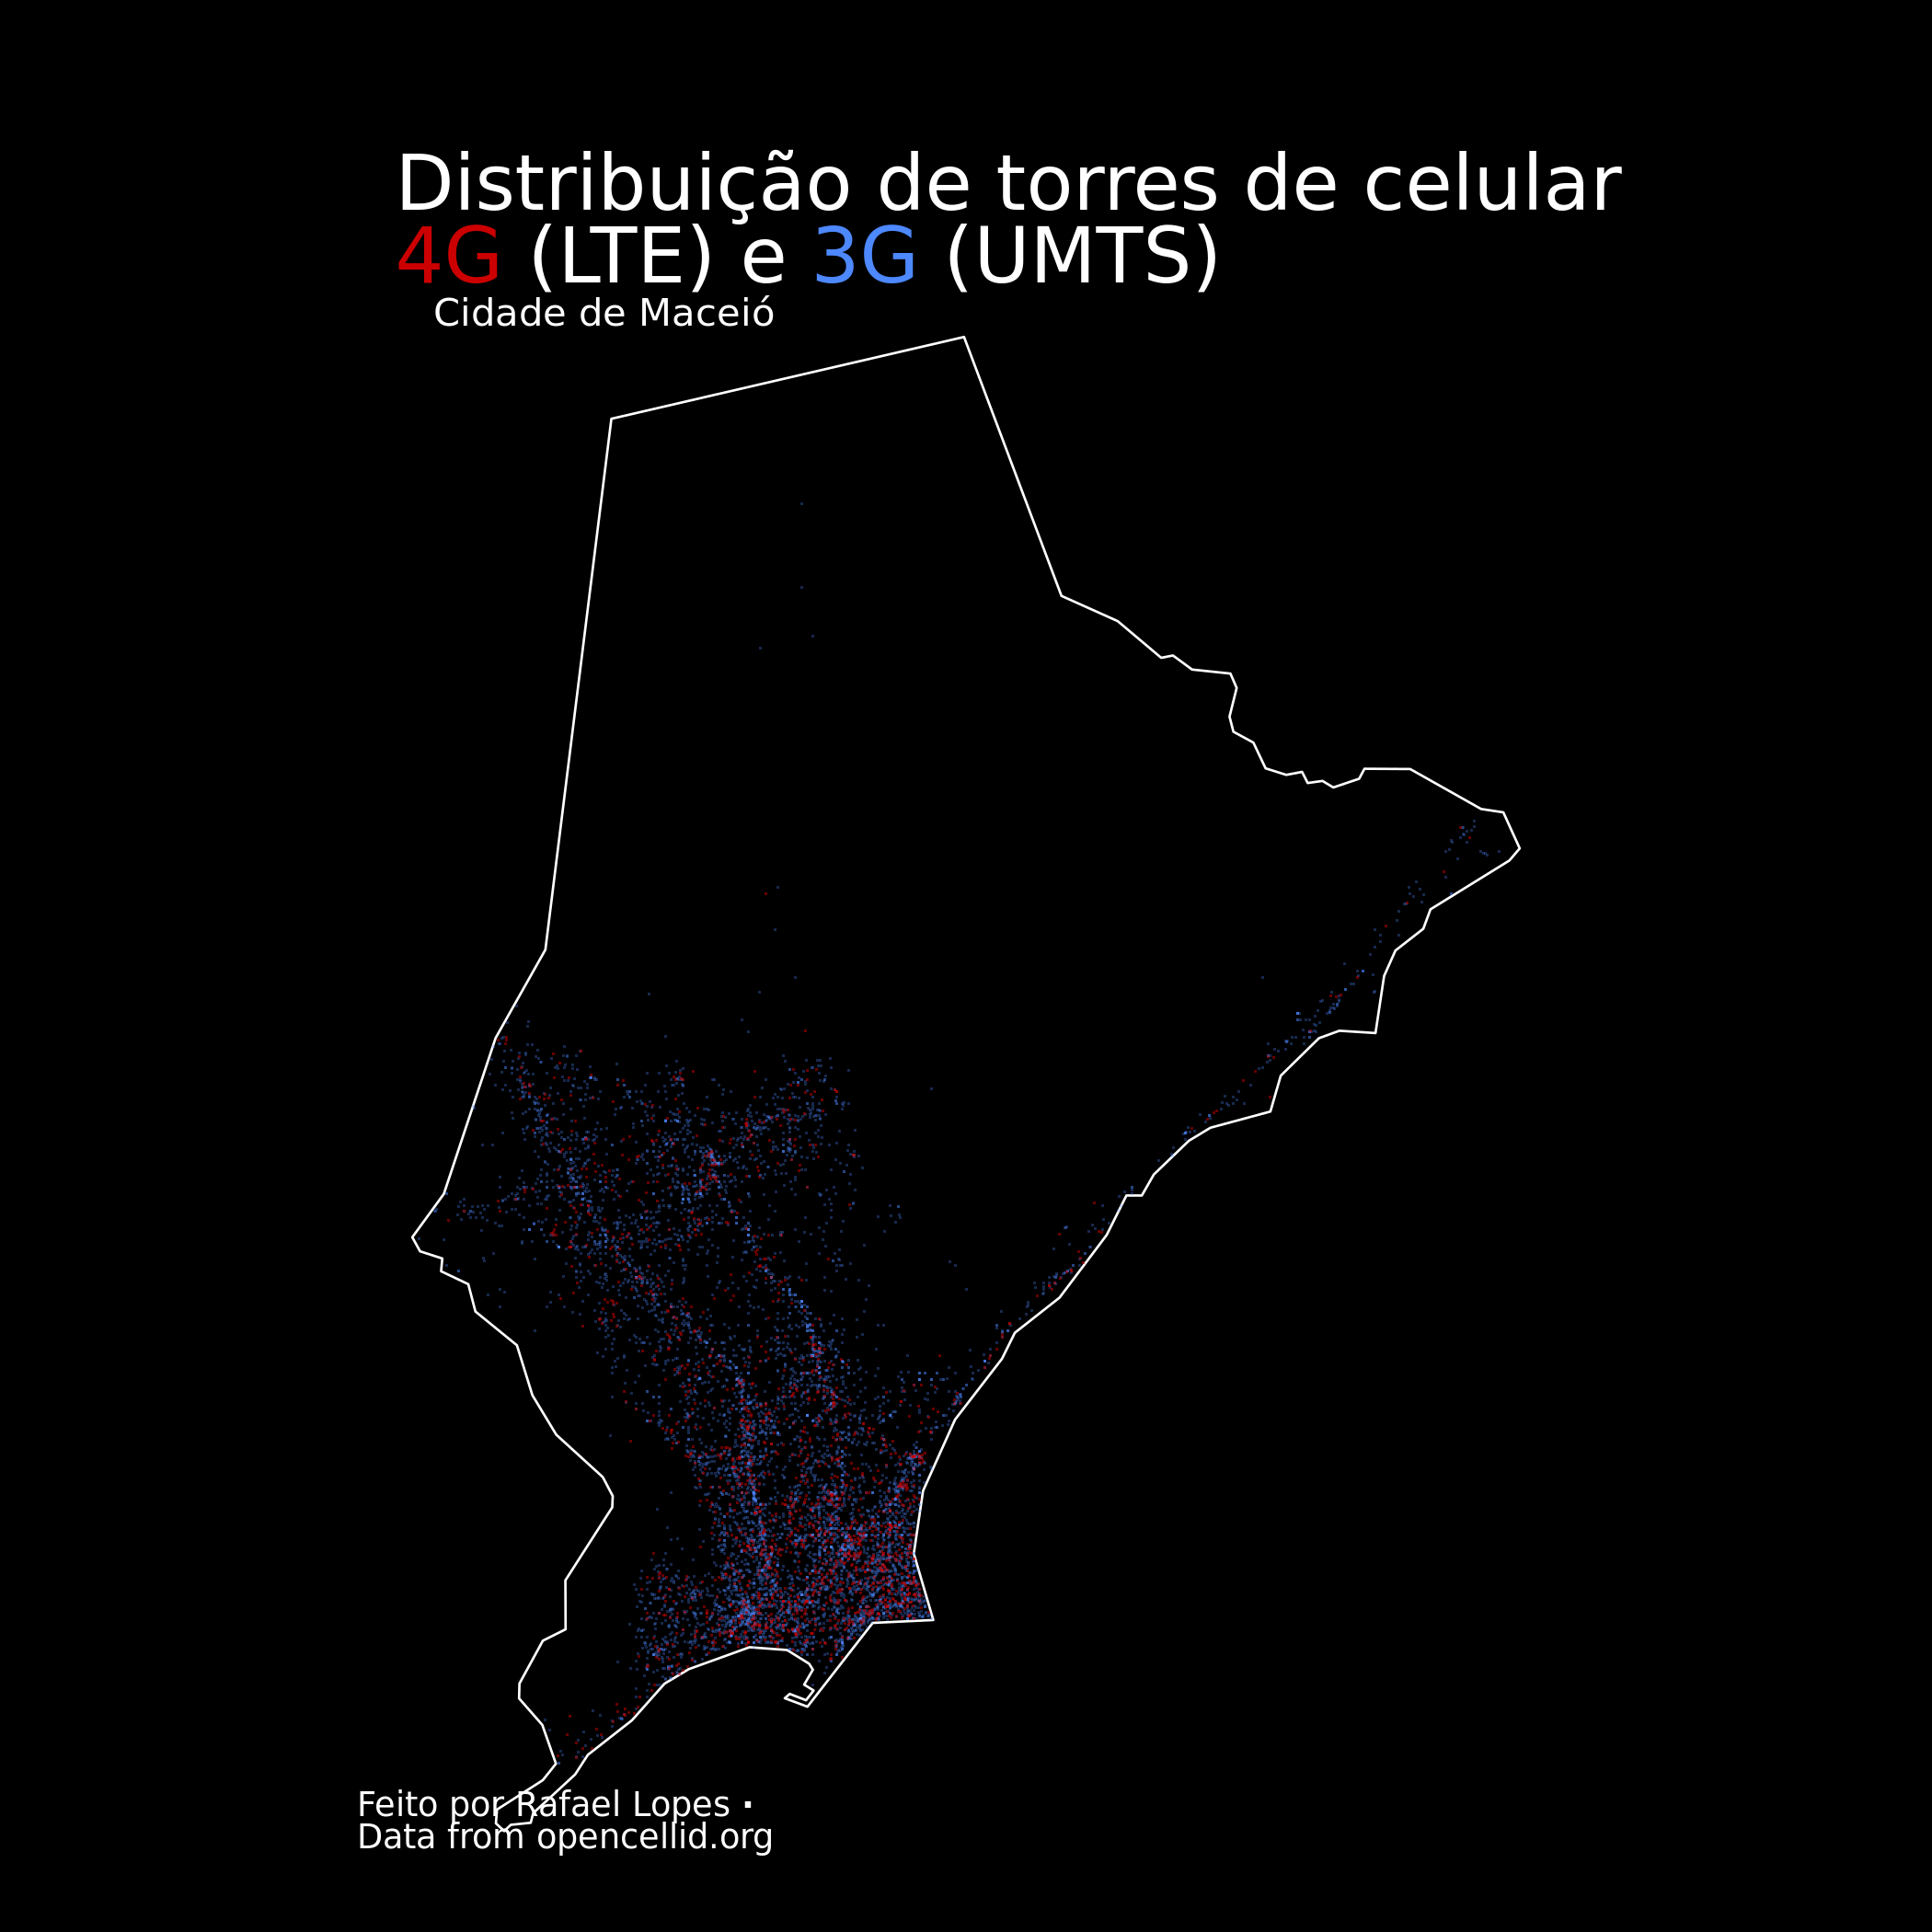 Distribuição de torres de celular
4G (LTE) e 3G (UMTS)
Cidade de Maceió
Feito por Rafael Lopes ·
Data from opencellid.org